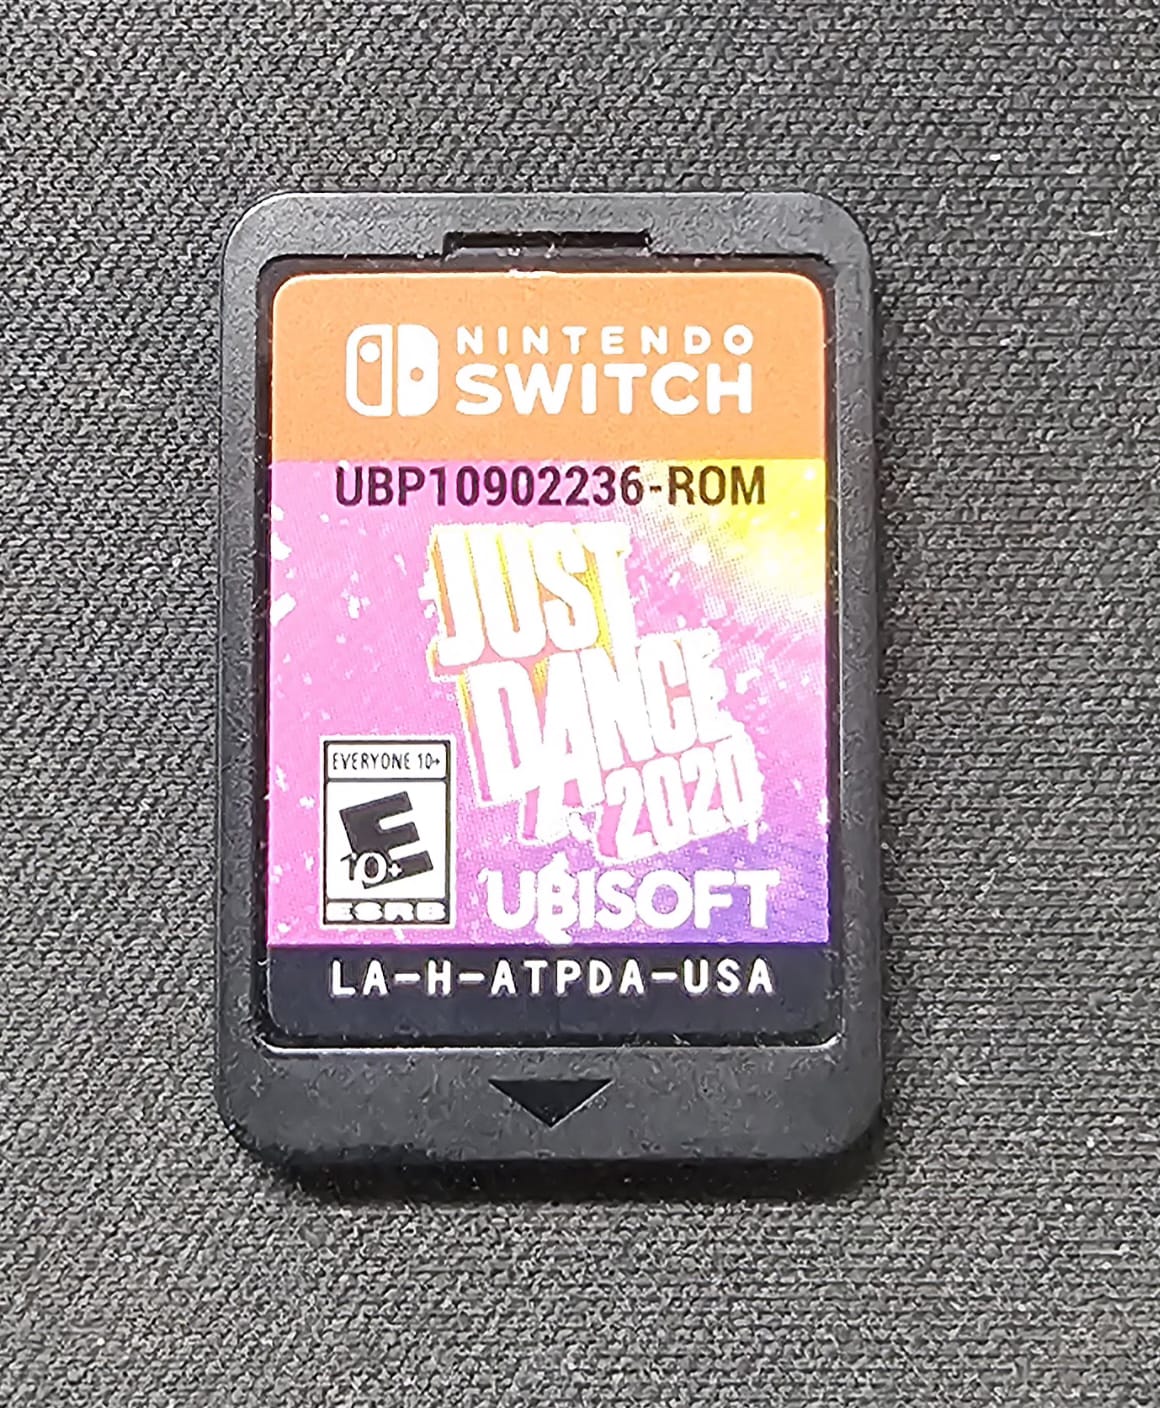 NINTENDO
SWITCH
UBP10902236-ROM
JUST
DANCE
2020
EVERYONE 10+
E
10+
ESRB
UBISOFT
LA-H-ATPDA-USA